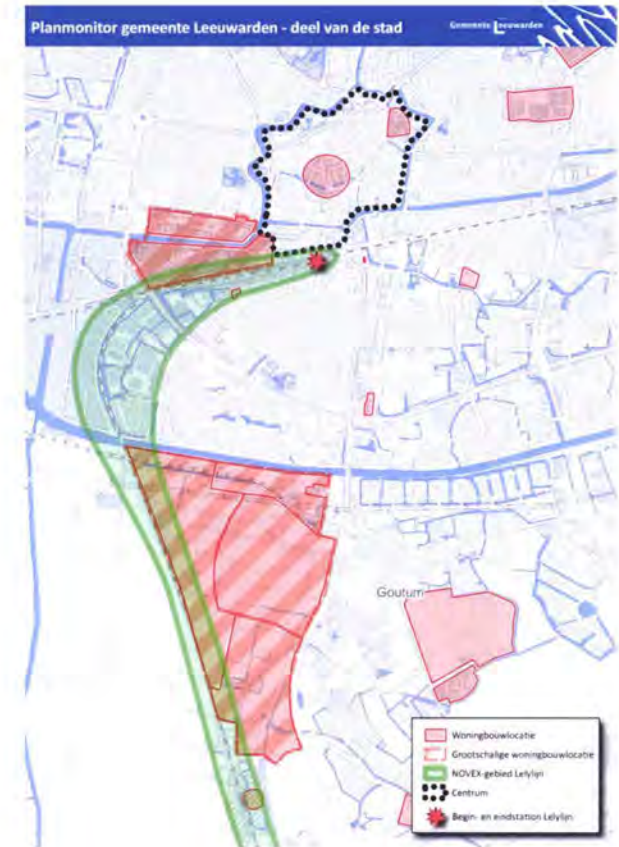 Planmonitor gemeente Leeuwarden - deel van de stad
Gemeente Leeuwarden
Goutum
Woningbouwlocatie
Grootschalige woningbouwlocatie
NOVEX-gebied Lelylijn
Centrum
Begin- en eindstation Lelylijn